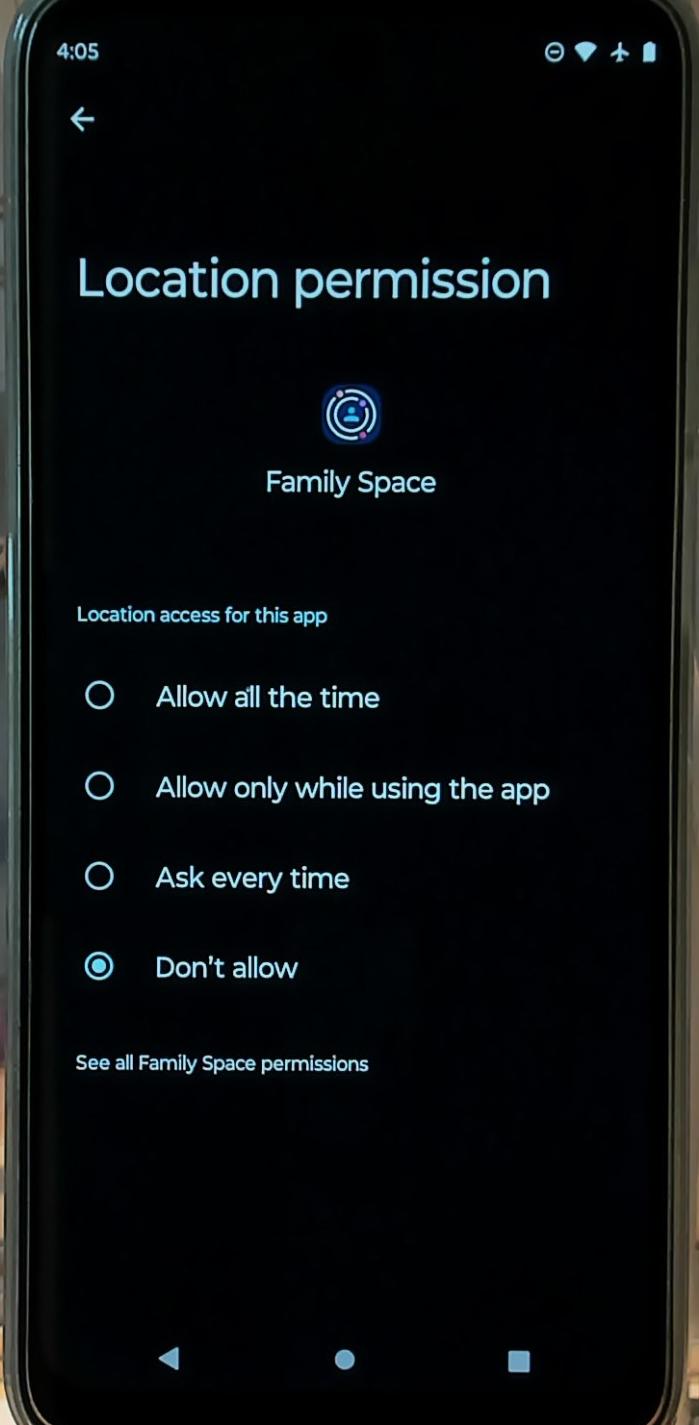 4:05
Location permission
Family Space
Location access for this app
Allow all the time
Allow only while using the app
Ask every time
Don't allow
See all Family Space permissions